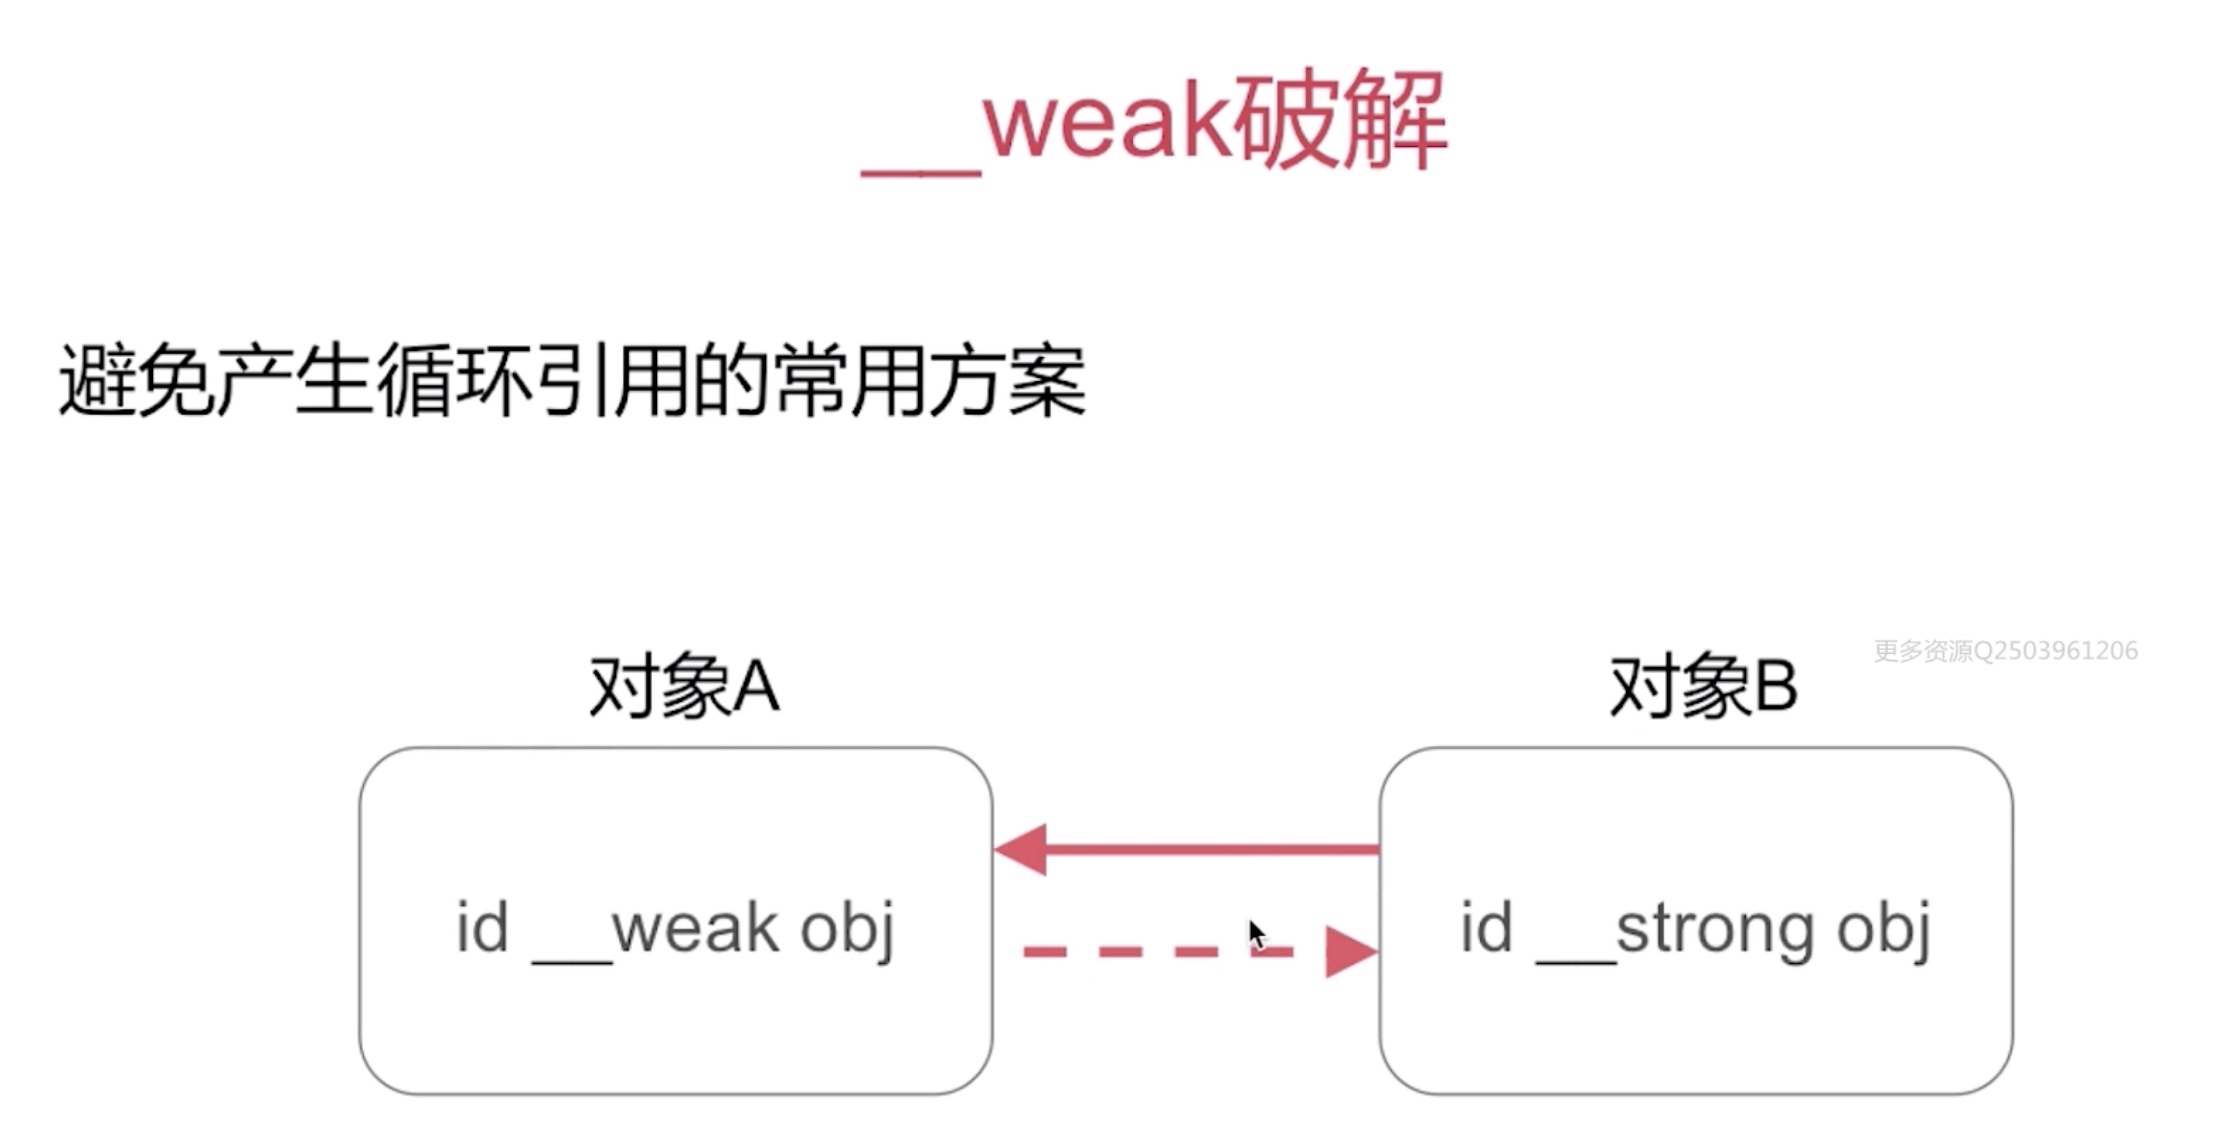 __weak破解
避免产生循环引用的常用方案
更多资源Q2503961206
对象A
对象B
id __weak obj
id __strong obj